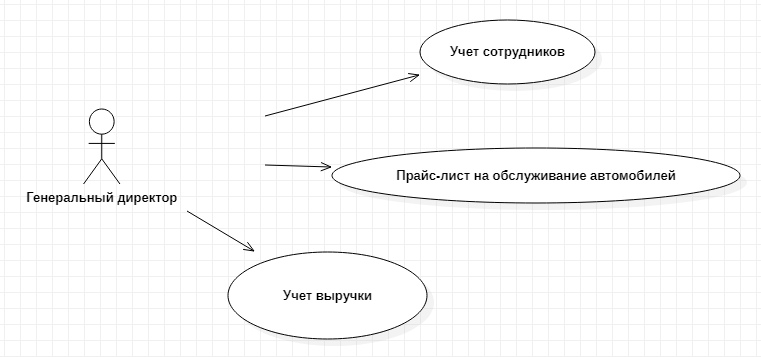 Учет сотрудников
Прайс-лист на обслуживание автомобилей
Генеральный директор
Учет выручки